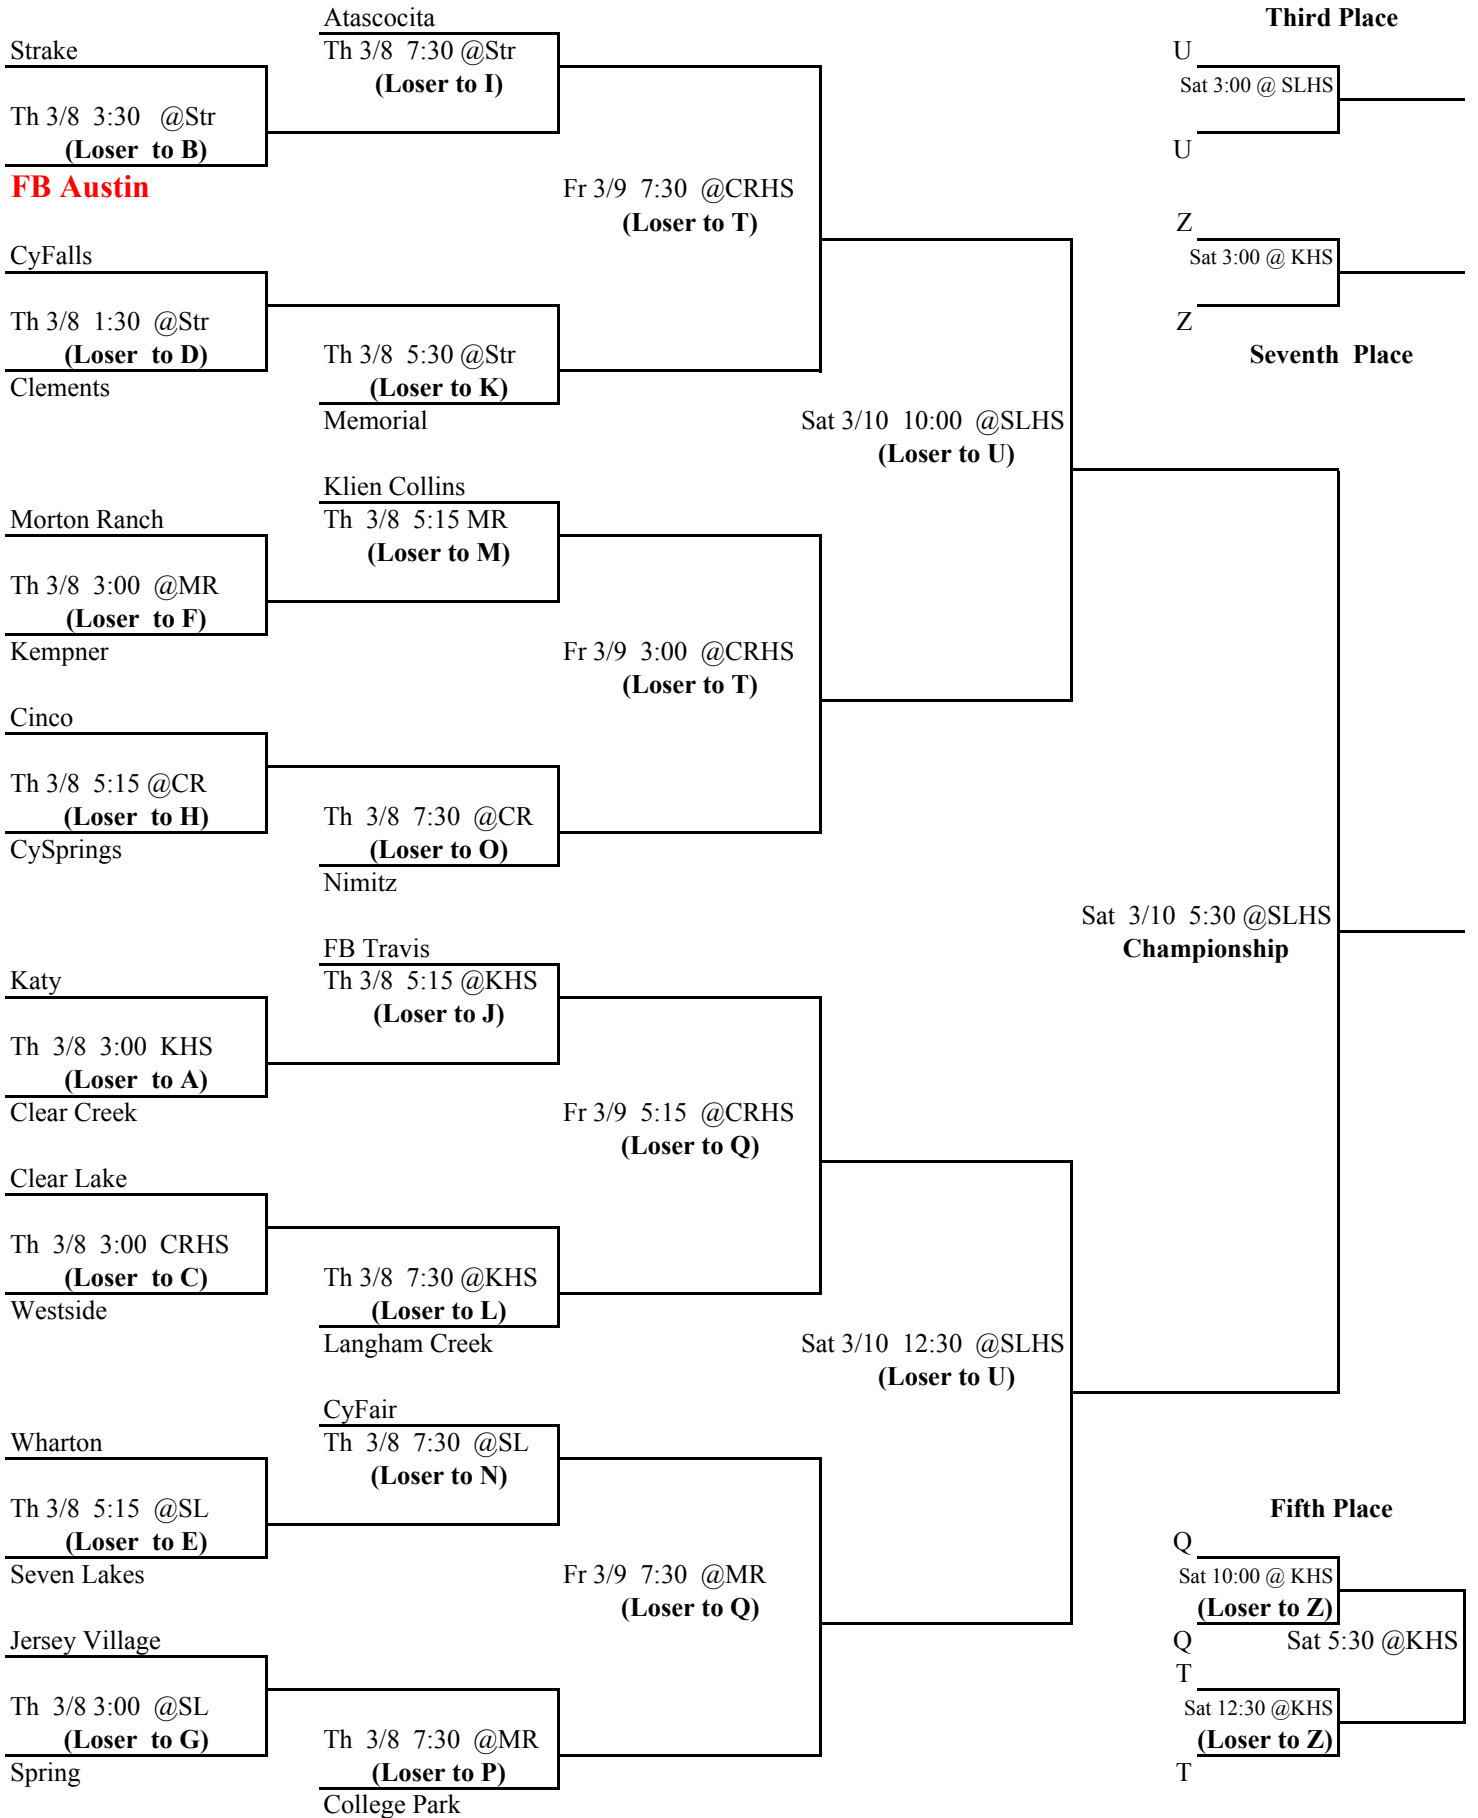 Atascocita
Third Place
Strake
Th 3/8 7:30 @Str
U
(Loser to I)
Sat 3:00 @ SLHS
Th 3/8 3:30 @Str
(Loser to B)
U
FB Austin
Fr 3/9 7:30 @CRHS
(Loser to T)
Z
CyFalls
Sat 3:00 @ KHS
Th 3/8 1:30 @Str
Z
(Loser to D)
Th 3/8 5:30 @Str
Seventh Place
Clements
(Loser to K)
Memorial
Sat 3/10 10:00 @SLHS
(Loser to U)
Klien Collins
Morton Ranch
Th 3/8 5:15 MR
(Loser to M)
Th 3/8 3:00 @MR
(Loser to F)
Kempner
Fr 3/9 3:00 @CRHS
(Loser to T)
Cinco
Th 3/8 5:15 @CR
(Loser to H)
Th 3/8 7:30 @CR
CySprings
(Loser to O)
Nimitz
Sat 3/10 5:30 @SLHS
Championship
FB Travis
Katy
Th 3/8 5:15 @KHS
(Loser to J)
Th 3/8 3:00 KHS
(Loser to A)
Clear Creek
Fr 3/9 5:15 @CRHS
(Loser to Q)
Clear Lake
Th 3/8 3:00 CRHS
(Loser to C)
Th 3/8 7:30 @KHS
Westside
(Loser to L)
Langham Creek
Sat 3/10 12:30 @SLHS
(Loser to U)
CyFair
Wharton
Th 3/8 7:30 @SL
(Loser to N)
Th 3/8 5:15 @SL
Fifth Place
(Loser to E)
Q
Seven Lakes
Fr 3/9 7:30 @MR
Sat 10:00 @ KHS
(Loser to Q)
(Loser to Z)
Jersey Village
Q
Sat 5:30 @KHS
T
Th 3/8 3:00 @SL
Sat 12:30 @KHS
(Loser to G)
Th 3/8 7:30 @MR
(Loser to Z)
Spring
(Loser to P)
T
College Park